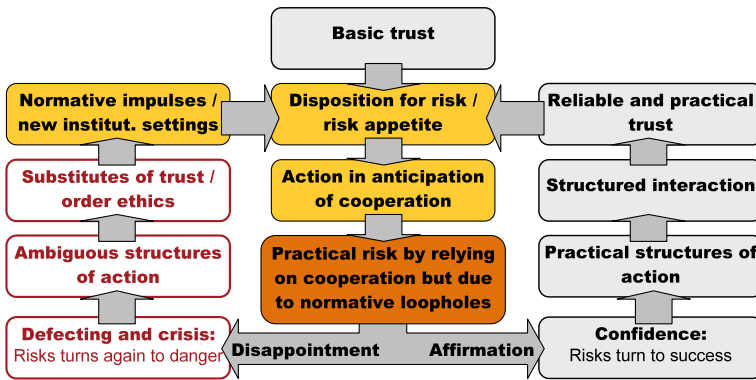 Basic trust
Normative impulses /
new institut. settings
Disposition for risk /
risk appetite
Reliable and practical
trust
Substitutes of trust /
order ethics
Action in anticipation
of cooperation
Structured interaction
Ambiguous structures
of action
Practical risk by relying
on cooperation but due
to normative loopholes
Practical structures of
action
Defecting and crisis:
Risks turns again to danger
Disappointment
Affirmation
Confidence:
Risks turn to success